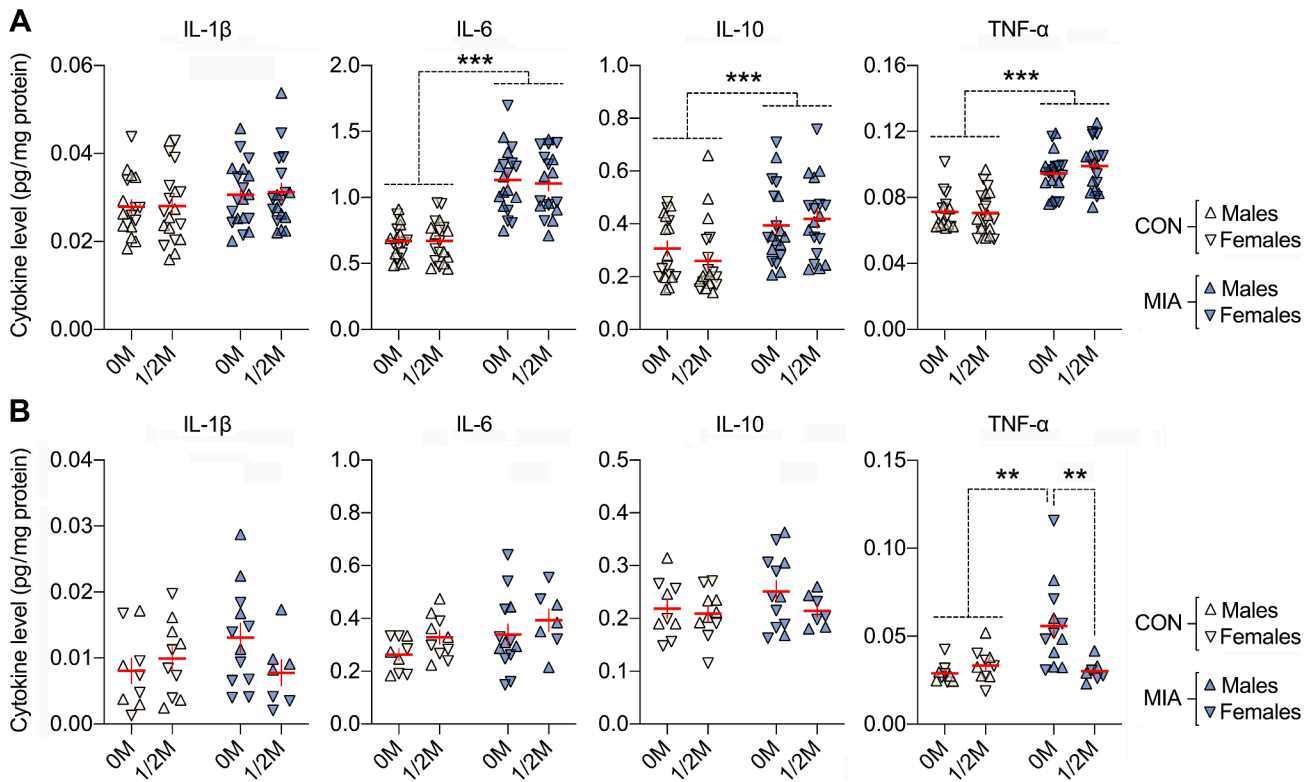 A
IL-1β
IL-6
IL-10
TNF-α
Cytokine level (pg/mg protein)
0.06
0.04
0.02
0.00
0M
1/2M
0M
1/2M
2.0
1.5
1.0
0.5
0.0
***
0M
1/2M
0M
1/2M
1.0
0.8
0.6
0.4
0.2
0.0
***
0M
1/2M
0M
1/2M
0.16
0.12
0.08
0.04
0.00
***
0M
1/2M
0M
1/2M
CON
Males
Females
MIA
Males
Females
B
IL-1β
IL-6
IL-10
TNF-α
Cytokine level (pg/mg protein)
0.04
0.03
0.02
0.01
0.00
0M
1/2M
0M
1/2M
1.0
0.8
0.6
0.4
0.2
0.0
0M
1/2M
0M
1/2M
0.5
0.4
0.3
0.2
0.1
0.0
0M
1/2M
0M
1/2M
0.15
0.10
0.05
0.00
**
**
0M
1/2M
0M
1/2M
CON
Males
Females
MIA
Males
Females